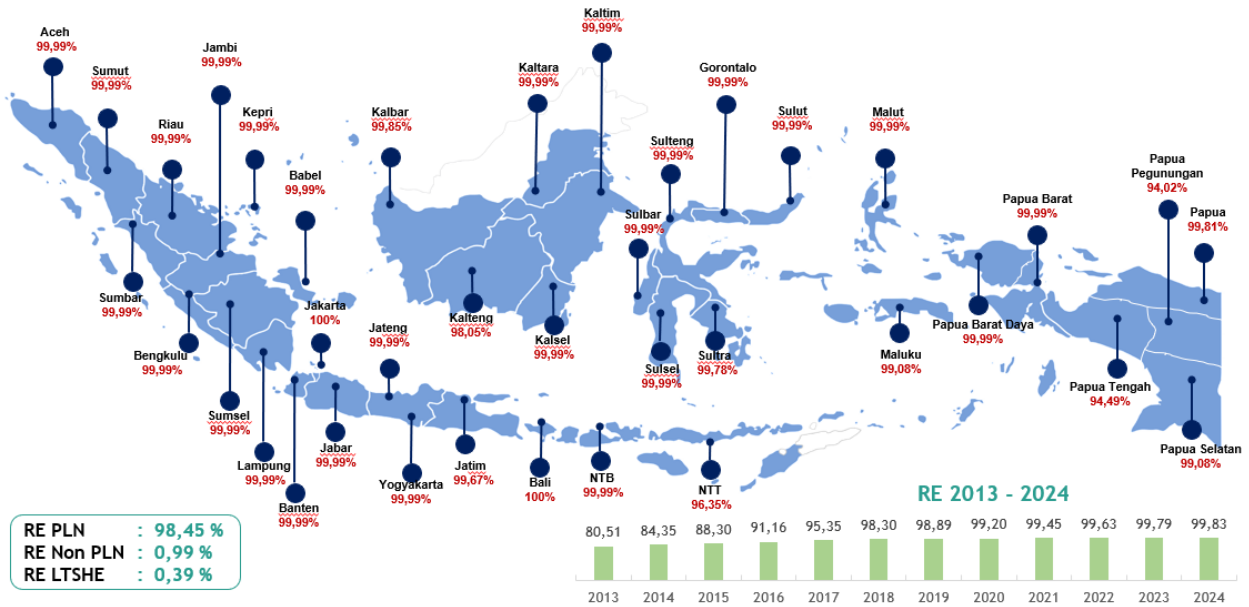 Aceh
99,99%
Sumut
99,99%
Jambi
99,99%
Riau
99,99%
Kepri
99,99%
Babel
99,99%
Kalbar
99,85%
Kaltara
99,99%
Kaltim
99,99%
Gorontalo
99,99%
Sulteng
99,99%
Sulut
99,99%
Malut
99,99%
Sulbar
99,99%
Papua Barat
99,99%
Papua
Pegunungan
94,02%
Papua
99,81%
Sumbar
99,99%
Bengkulu
99,99%
Jakarta
100%
Jateng
99,99%
Kalteng
98,05%
Kalsel
99,99%
Sulsel
99,99%
Sultra
99,78%
Maluku
99,08%
Papua Barat Daya
99,99%
Papua Tengah
94,49%
Papua Selatan
99,08%
Sumsel
99,99%
Lampung
99,99%
Banten
99,99%
Jabar
99,99%
Yogyakarta
99,99%
Jatim
99,67%
Bali
100%
NTB
99,99%
NTT
96,35%
RE PLN : 98,45 %
RE Non PLN : 0,99 %
RE LTSHE : 0,39 %
RE 2013 - 2024
80,51 84,35 88,30 91,16 95,35 98,30 98,89 99,20 99,45 99,63 99,79 99,83
2013 2014 2015 2016 2017 2018 2019 2020 2021 2022 2023 2024